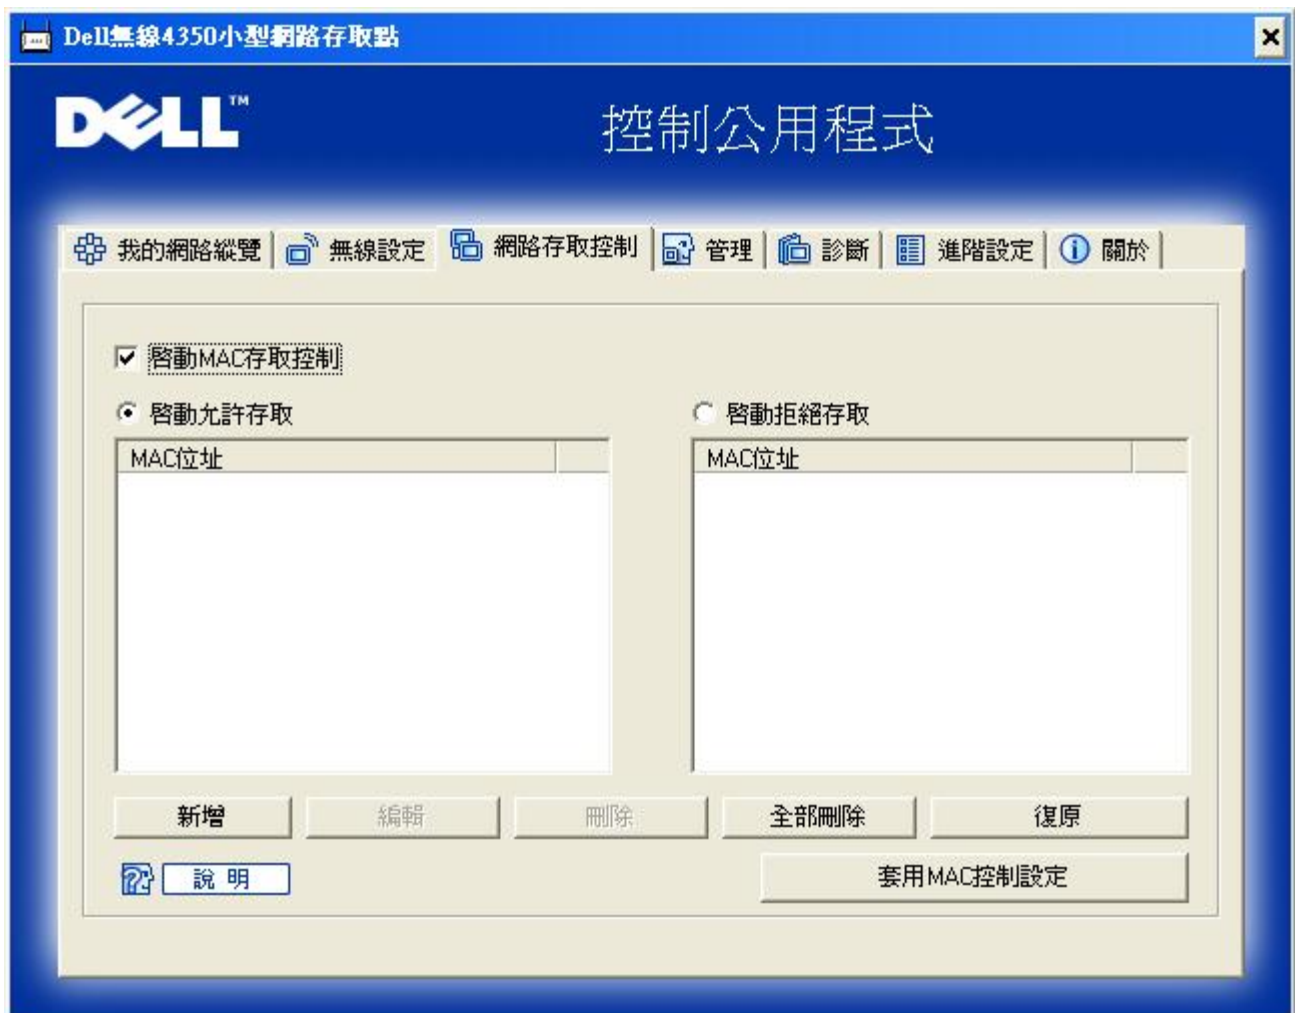 Dell無線4350小型網路存取點
DELL™
控制公用程式
我的網路縱覽 無線設定 網路存取控制 管理 診斷 進階設定 關於
啓動MAC存取控制
啓動允許存取 啓動拒絕存取
MAC位址 MAC位址
新增 編輯 刪除 全部刪除 復原
說明 套用MAC控制設定